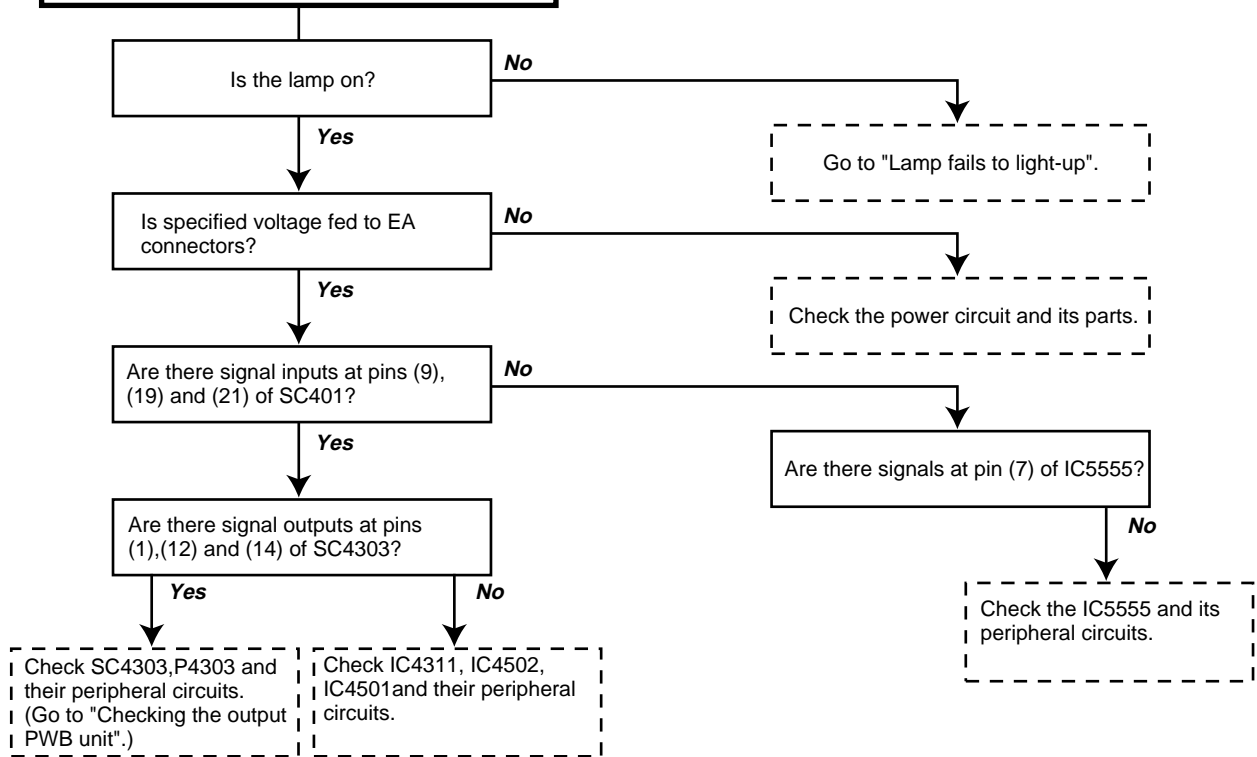 Is the lamp on?
No
Yes
Go to "Lamp fails to light-up".
Is specified voltage fed to EA
connectors?
No
Yes
Check the power circuit and its parts.
Are there signal inputs at pins (9),
(19) and (21) of SC401?
No
Yes
Are there signals at pin (7) of IC5555?
No
Are there signal outputs at pins
(1),(12) and (14) of SC4303?
Yes
No
Check the IC5555 and its
peripheral circuits.
Check SC4303,P4303 and
their peripheral circuits.
(Go to "Checking the output
PWB unit".)
Check IC4311, IC4502,
IC4501and their peripheral
circuits.